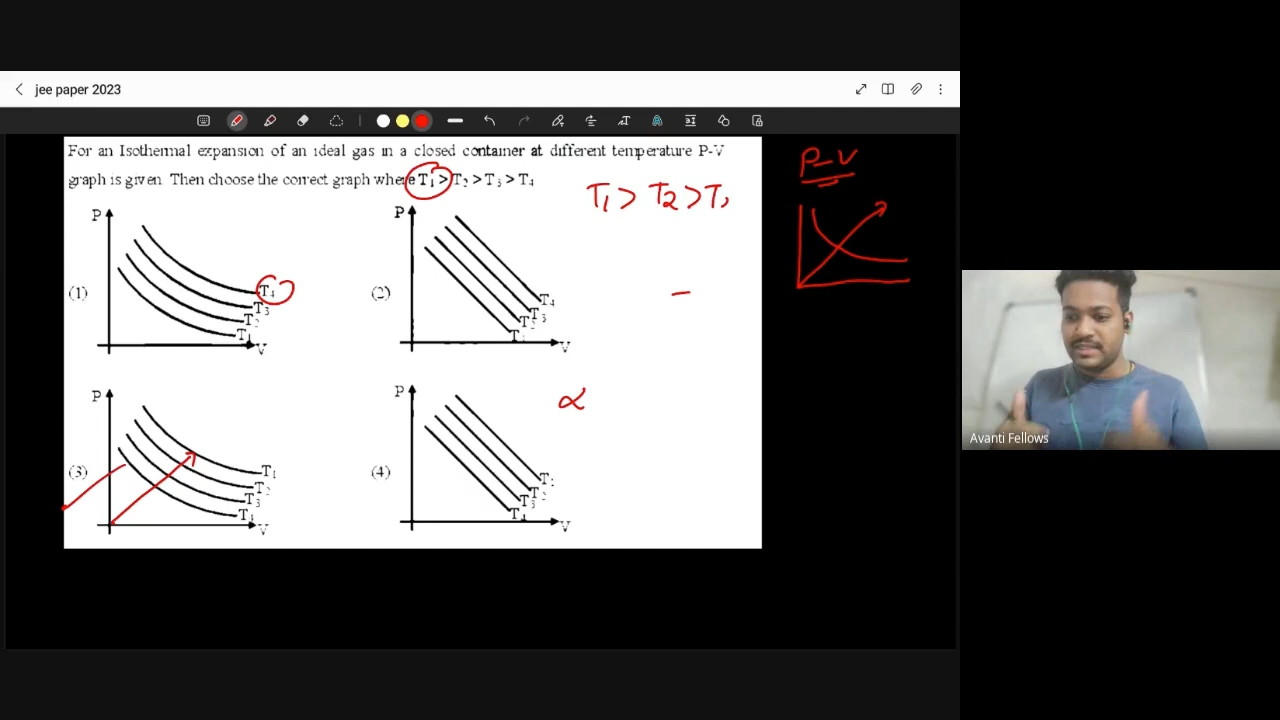 jee paper 2023
For an Isothermal expansion of an ideal gas in a closed container at different temperature P-V
graph is given. Then choose the correct graph where T₁ > T₂ > T₃ > T₄
P-V
T₁ > T₂ > T
(1)
P
T₄
T₃
T₂
T₁
V
(2)
P
T₄
T₃
T₂
T
V
(3)
P
T₁
T₂
T₃
T₄
V
(4)
P
T₁
T₂
T₃
T₄
V
α
Avanti Fellows